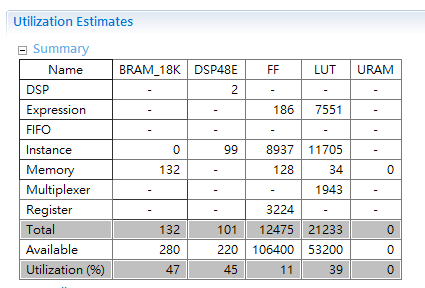 Utilization Estimates
Summary
Name BRAM_18K DSP48E FF LUT URAM
DSP - 2 - - -
Expression - - 186 7551 -
FIFO - - - - -
Instance 0 99 8937 11705 -
Memory 132 - 128 34 0
Multiplexer - - - 1943 -
Register - - 3224 - -
Total 132 101 12475 21233 0
Available 280 220 106400 53200 0
Utilization (%) 47 45 11 39 0